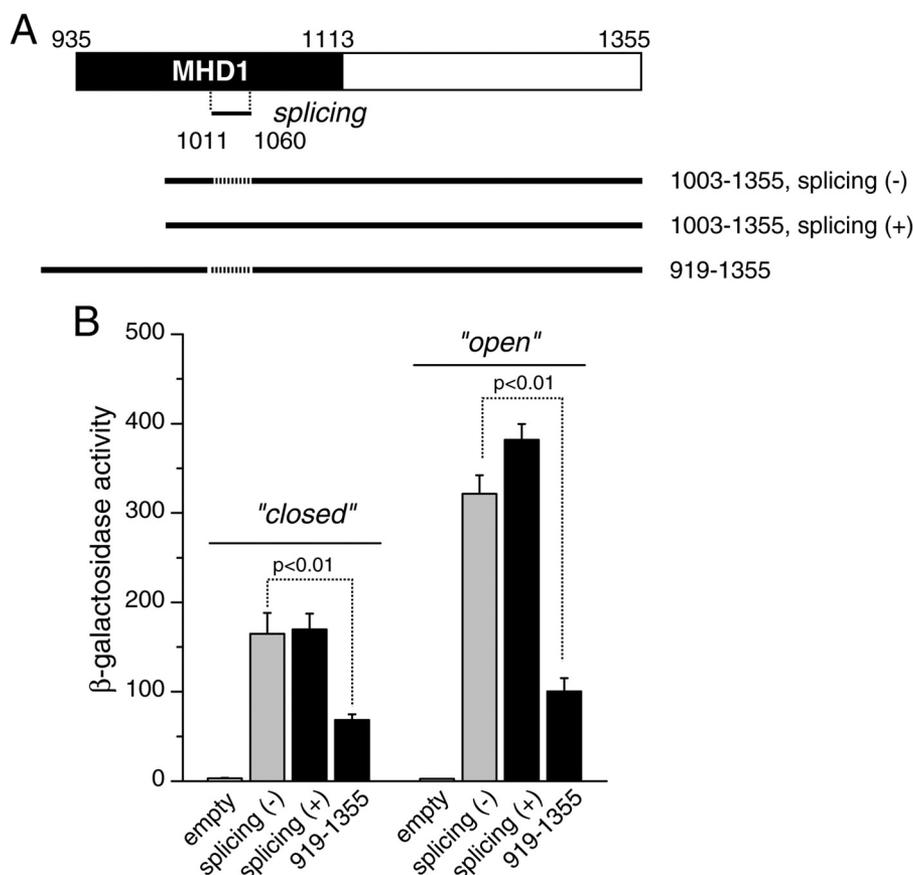 A
935 1113 1355
MHD1
splicing
1011 1060
1003-1355, splicing (-)
1003-1355, splicing (+)
919-1355
B
β-galactosidase activity
500
400
300
200
100
0
"closed"
p<0.01
"open"
p<0.01
empty
splicing (-)
splicing (+)
919-1355
empty
splicing (-)
splicing (+)
919-1355